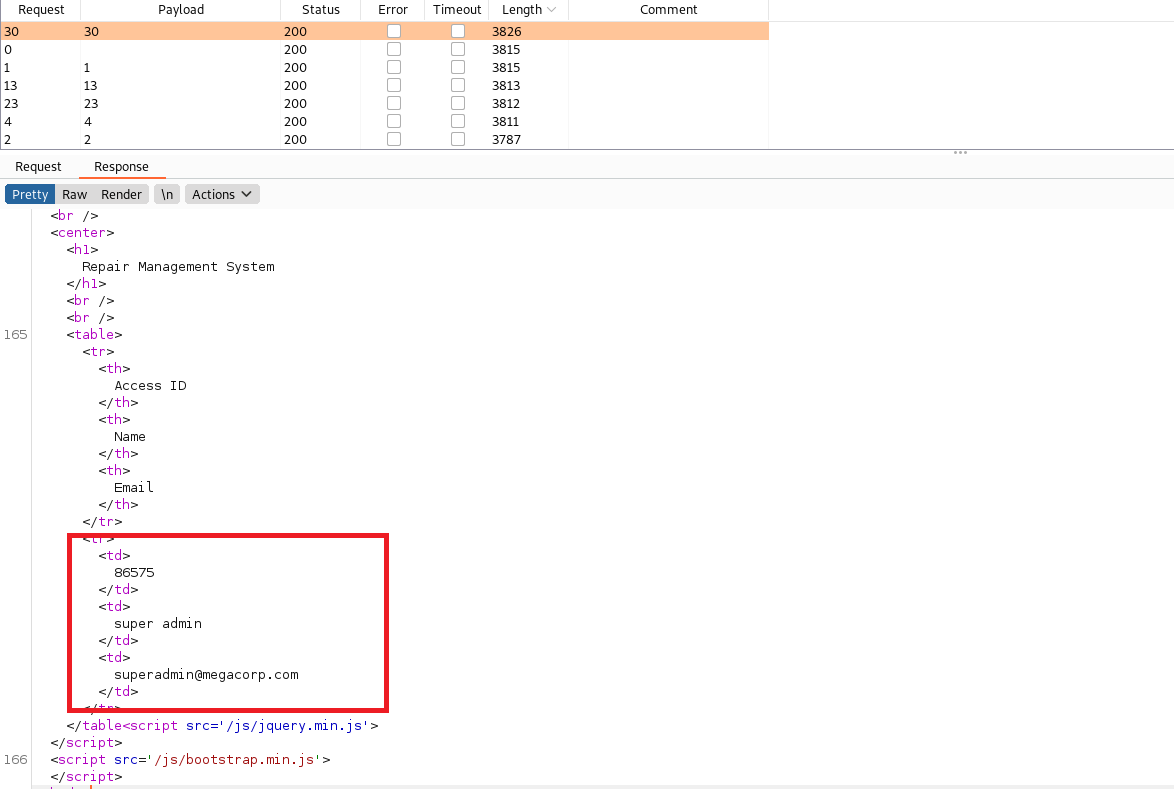 Request Payload Status Error Timeout Length Comment
30 30 200 3826
0 200 3815
1 1 200 3815
13 13 200 3813
23 23 200 3812
4 4 200 3811
2 2 200 3787
Request Response
Pretty Raw Render \n Actions
<br />
<center>
<h1>
Repair Management System
</h1>
<br />
<br />
165 <table>
<tr>
<th>
Access ID
</th>
<th>
Name
</th>
<th>
Email
</th>
</tr>
<tr>
<td>
86575
</td>
<td>
super admin
</td>
<td>
superadmin@megacorp.com
</td>
</tr>
</table<script src='/js/jquery.min.js'>
</script>
166 <script src='/js/bootstrap.min.js'>
</script>